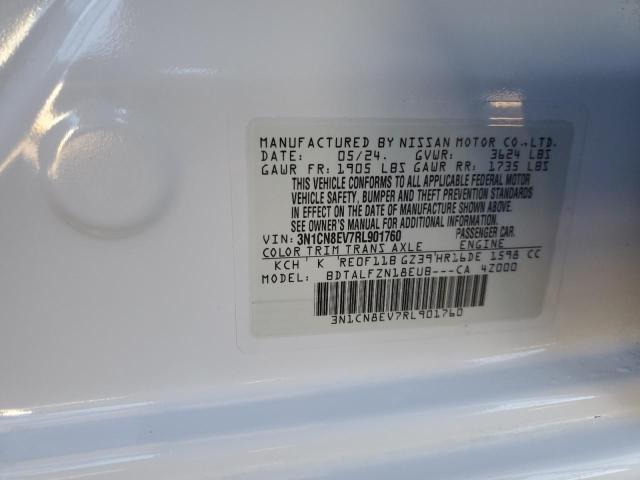 MANUFACTURED BY NISSAN MOTOR CO.,LTD.
DATE: 05/24. GVWR: 3624 LBS
GAWR FR: 1905 LBS GAWR RR: 1735 LBS
THIS VEHICLE CONFORMS TO ALL APPLICABLE FEDERAL MOTOR
VEHICLE SAFETY, BUMPER AND THEFT PREVENTION STANDARDS
IN EFFECT ON THE DATE OF MANUFACTURE SHOWN ABOVE.
SEE OWNER'S MANUAL FOR ADDITIONAL INFORMATION
VIN: 3N1CN8EV7RL901760 PASSENGER CAR.
COLOR TRIM TRANS AXLE ENGINE
KCH ' K ' RE0F11B GZ39'HR16DE 1598 CC
MODEL: BDTALFZN18EUB---CA 4Z000
3N1CN8EV7RL901760